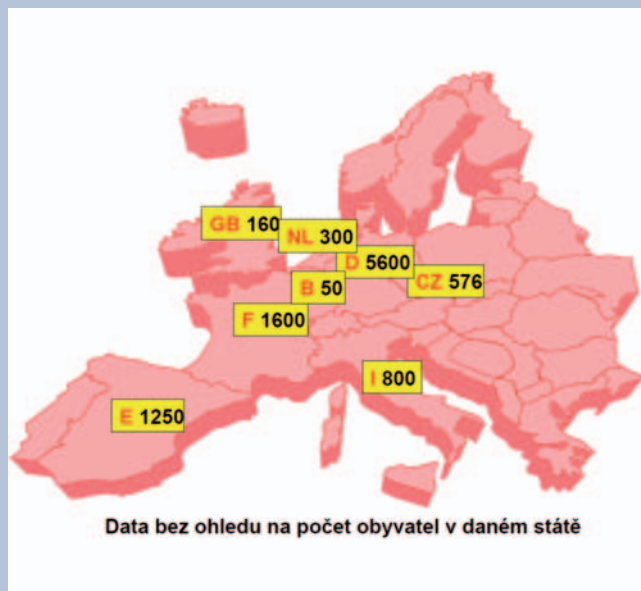 GB 160
NL 300
D 5600
CZ 576
B 50
F 1600
I 800
E 1250
Data bez ohledu na počet obyvatel v daném státě